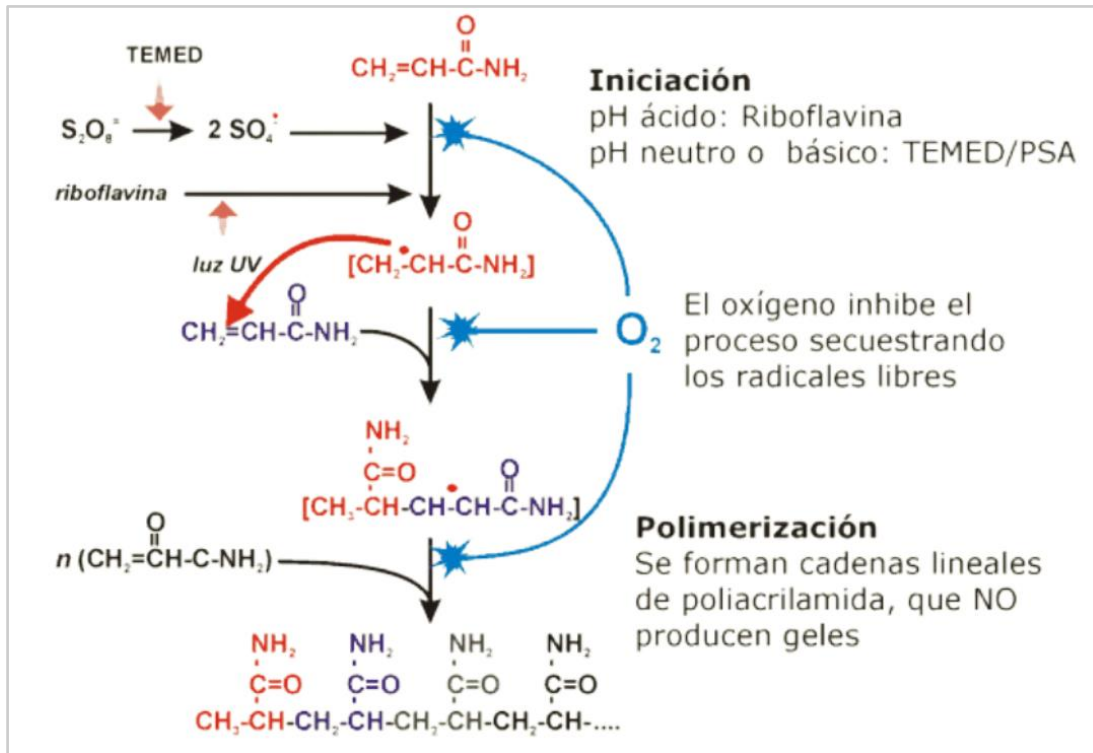 TEMED
S₂O₈⁼ 2 SO₄⁻̇
riboflavina
luz UV
O
CH₂=CH-C-NH₂
Iniciación
pH ácido: Riboflavina
pH neutro o básico: TEMED/PSA
O
[CH₂-CH-C-NH₂]
O
CH₂=CH-C-NH₂
O₂
El oxígeno inhibe el
proceso secuestrando
los radicales libres
NH₂
C=O O
[CH₃-CH-CH-CH-C-NH₂]
O
n (CH₂=CH-C-NH₂)
Polimerización
Se forman cadenas lineales
de poliacrilamida, que NO
producen geles
NH₂ NH₂ NH₂ NH₂
C=O C=O C=O C=O
CH₃-CH-CH₂-CH-CH₂-CH-CH₂-CH-....